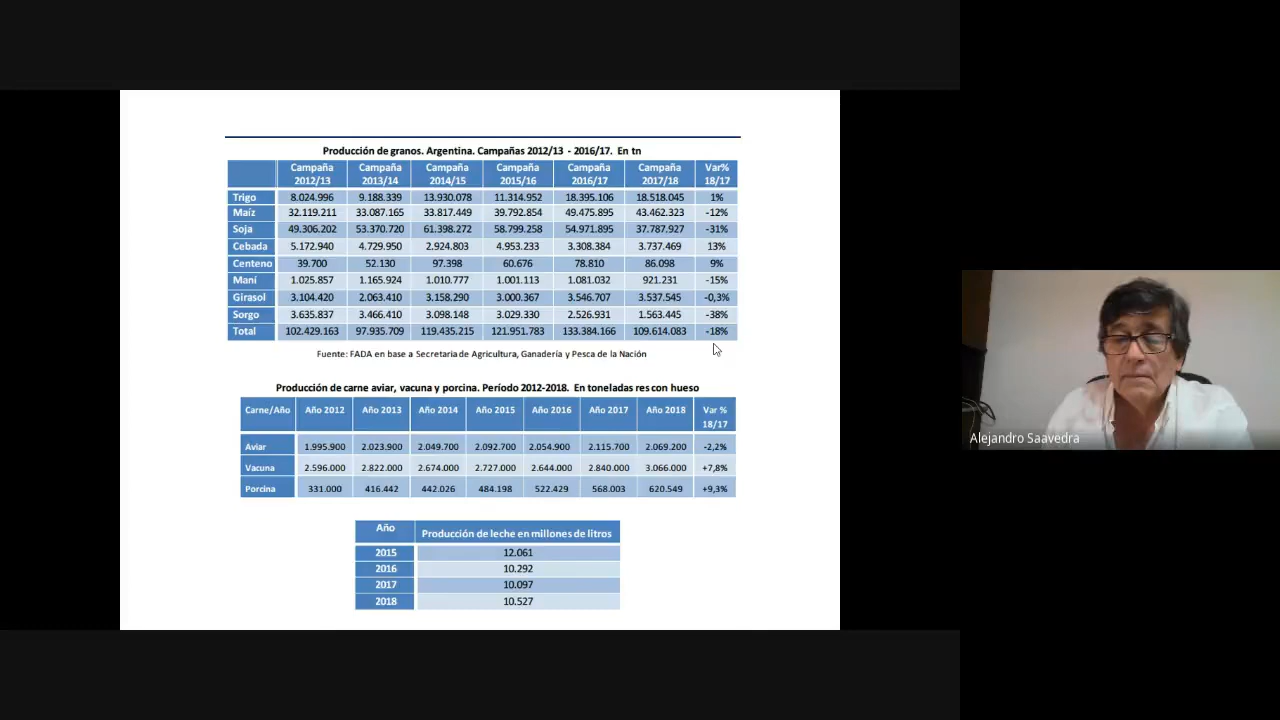 Producción de granos. Argentina. Campañas 2012/13 - 2016/17. En tn
Campaña 2012/13 Campaña 2013/14 Campaña 2014/15 Campaña 2015/16 Campaña 2016/17 Campaña 2017/18 Var% 18/17
Trigo 8.024.996 9.188.339 13.930.078 11.314.952 18.395.106 18.518.045 1%
Maíz 32.119.211 33.087.165 33.817.449 39.792.854 49.475.895 43.462.323 -12%
Soja 49.306.202 53.370.720 61.398.272 58.799.258 54.971.895 37.787.927 -31%
Cebada 5.172.940 4.729.950 2.924.803 4.953.233 3.308.384 3.737.469 13%
Centeno 39.700 52.130 97.398 60.676 78.810 86.098 9%
Maní 1.025.857 1.165.924 1.010.777 1.001.113 1.081.032 921.231 -15%
Girasol 3.104.420 2.063.410 3.158.290 3.000.367 3.546.707 3.537.545 -0,3%
Sorgo 3.635.837 3.466.410 3.098.148 3.029.330 2.526.931 1.563.445 -38%
Total 102.429.163 97.935.709 119.435.215 121.951.783 133.384.166 109.614.083 -18%
Fuente: FADA en base a Secretaria de Agricultura, Ganadería y Pesca de la Nación
Producción de carne aviar, vacuna y porcina. Período 2012-2018. En toneladas res con hueso
Carne/Año Año 2012 Año 2013 Año 2014 Año 2015 Año 2016 Año 2017 Año 2018 Var % 18/17
Aviar 1.995.900 2.023.900 2.049.700 2.092.700 2.054.900 2.115.700 2.069.200 -2,2%
Vacuna 2.596.000 2.822.000 2.674.000 2.727.000 2.644.000 2.840.000 3.066.000 +7,8%
Porcina 331.000 416.442 442.026 484.198 522.429 568.003 620.549 +9,3%
Año Producción de leche en millones de litros
2015 12.061
2016 10.292
2017 10.097
2018 10.527
Alejandro Saavedra